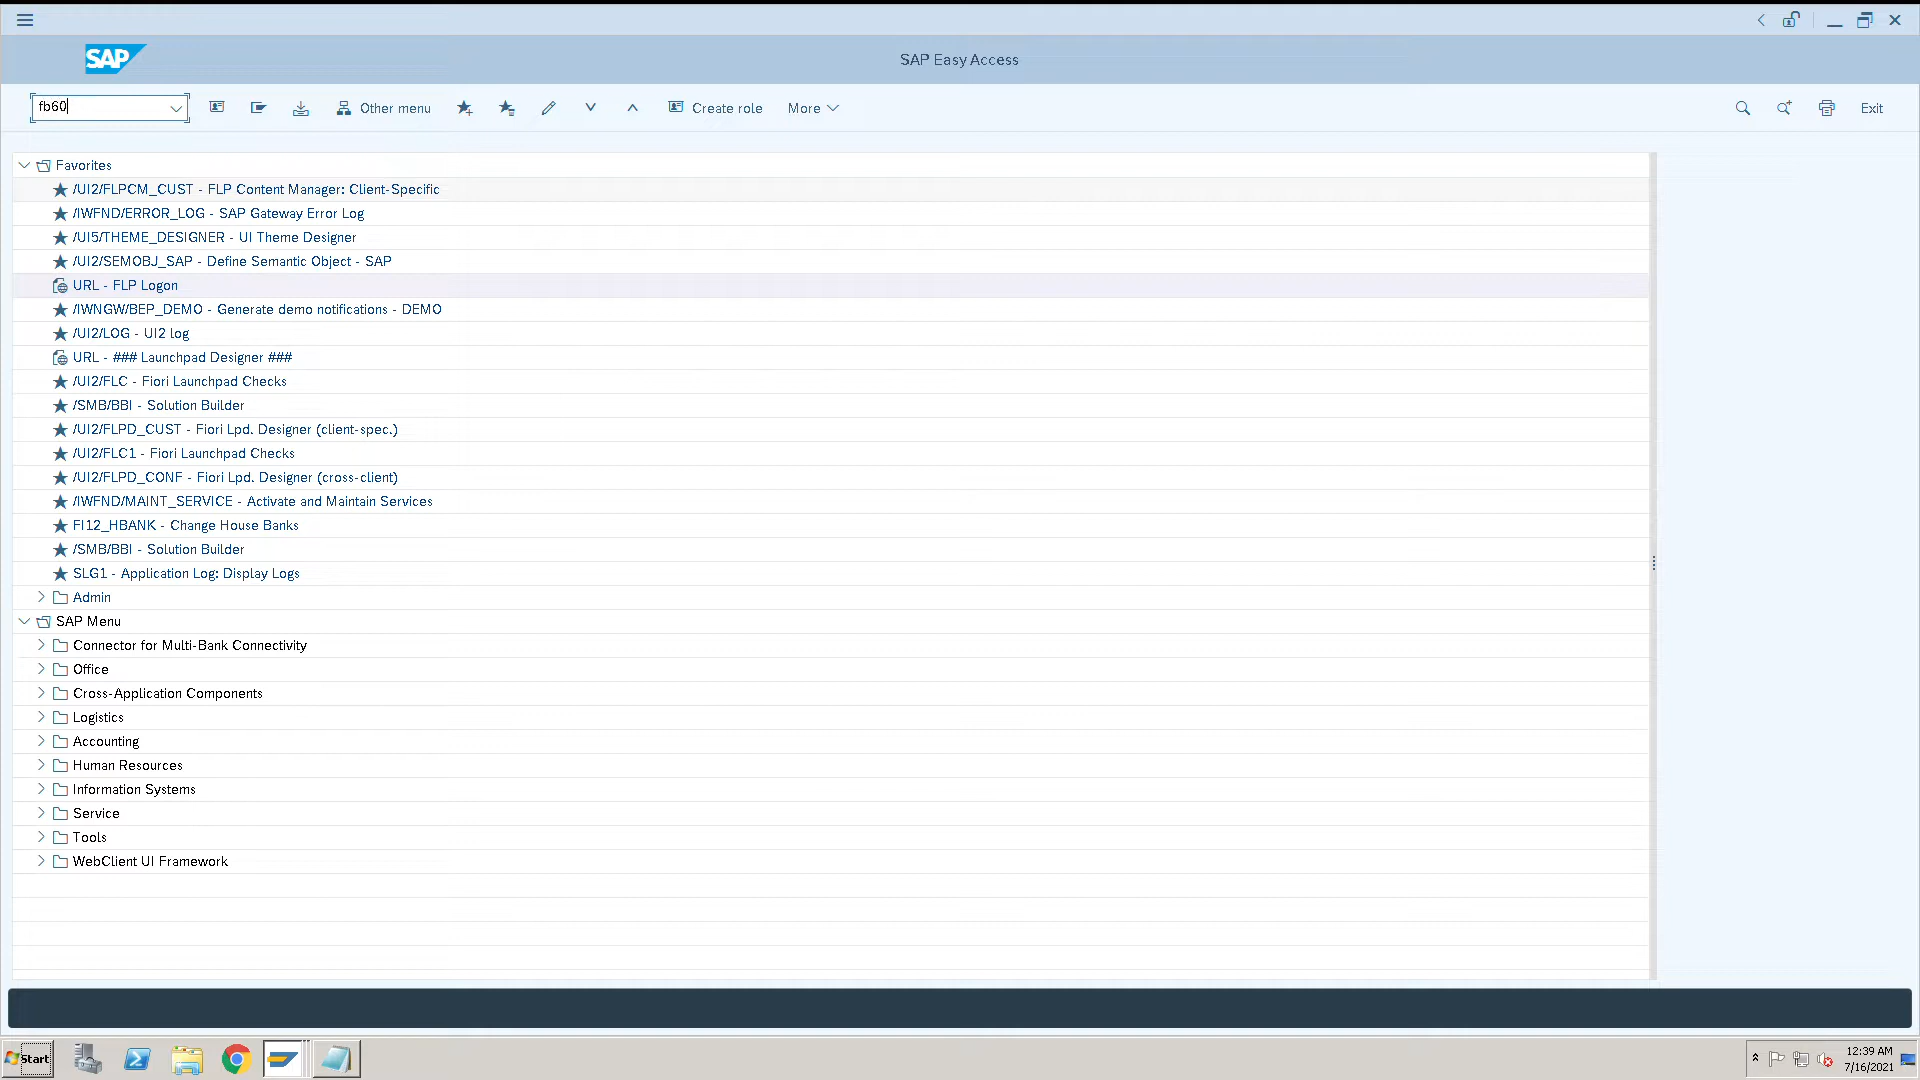 SAP
SAP Easy Access
fb60
Other menu
Create role
More
Exit
Favorites
/UI2/FLPCM_CUST - FLP Content Manager: Client-Specific
/IWFND/ERROR_LOG - SAP Gateway Error Log
/UI5/THEME_DESIGNER - UI Theme Designer
/UI2/SEMOBJ_SAP - Define Semantic Object - SAP
URL - FLP Logon
/IWNGW/BEP_DEMO - Generate demo notifications - DEMO
/UI2/LOG - UI2 log
URL - ### Launchpad Designer ###
/UI2/FLC - Fiori Launchpad Checks
/SMB/BBI - Solution Builder
/UI2/FLPD_CUST - Fiori Lpd. Designer (client-spec.)
/UI2/FLC1 - Fiori Launchpad Checks
/UI2/FLPD_CONF - Fiori Lpd. Designer (cross-client)
/IWFND/MAINT_SERVICE - Activate and Maintain Services
FI12_HBANK - Change House Banks
/SMB/BBI - Solution Builder
SLG1 - Application Log: Display Logs
Admin
SAP Menu
Connector for Multi-Bank Connectivity
Office
Cross-Application Components
Logistics
Accounting
Human Resources
Information Systems
Service
Tools
WebClient UI Framework
Start
12:39 AM
7/16/2021